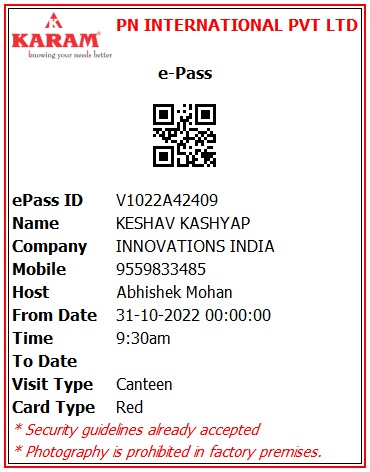 PN INTERNATIONAL PVT LTD
KARAM®
knowing your needs better
e-Pass
ePass ID V1022A42409
Name KESHAV KASHYAP
Company INNOVATIONS INDIA
Mobile 9559833485
Host Abhishek Mohan
From Date 31-10-2022 00:00:00
Time 9:30am
To Date
Visit Type Canteen
Card Type Red
* Security guidelines already accepted
* Photography is prohibited in factory premises.